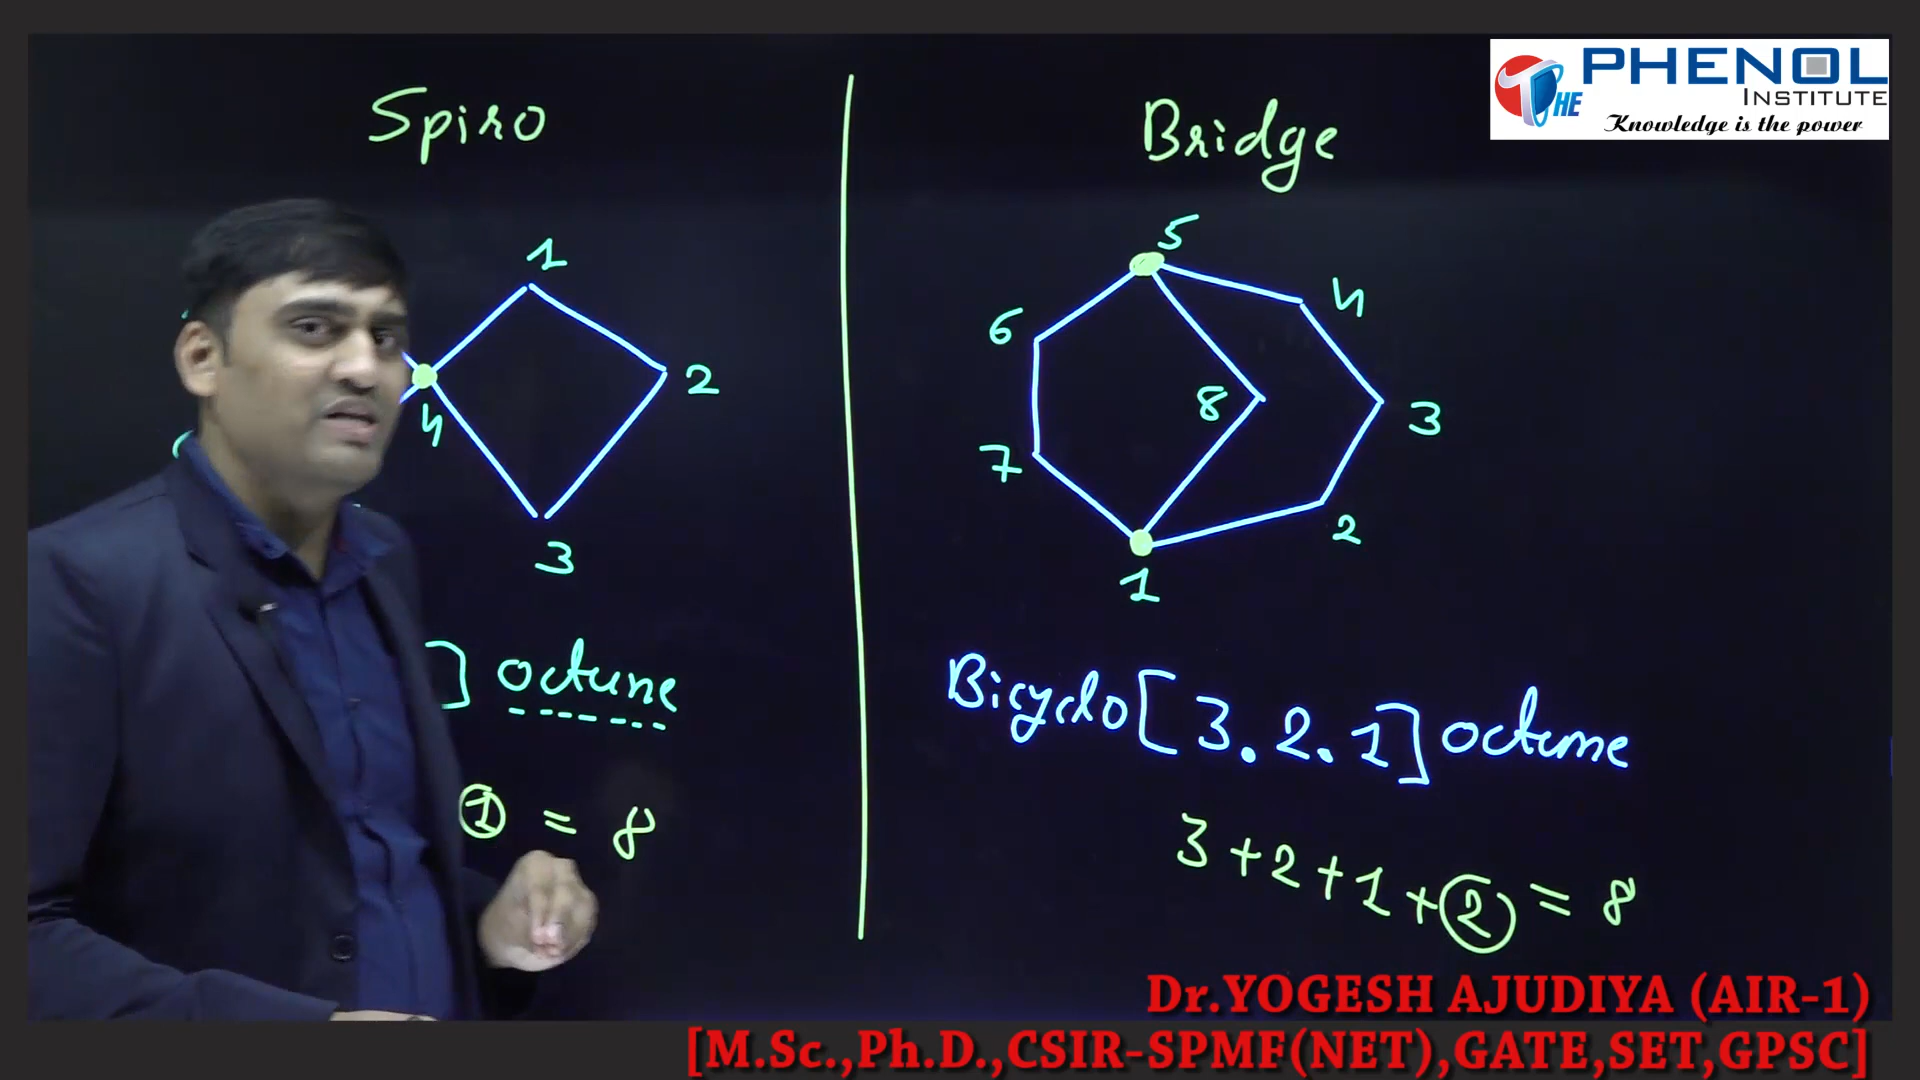 THE PHENOL
INSTITUTE
Knowledge is the power
Spiro
1
2
3
4
] octane
1 = 8
Bridge
5
4
6
8
3
7
2
1
Bicyclo[3.2.1] octane
3+2+1+2 = 8
Dr.YOGESH AJUDIYA (AIR-1)
[M.Sc.,Ph.D.,CSIR-SPMF(NET),GATE,SET,GPSC]